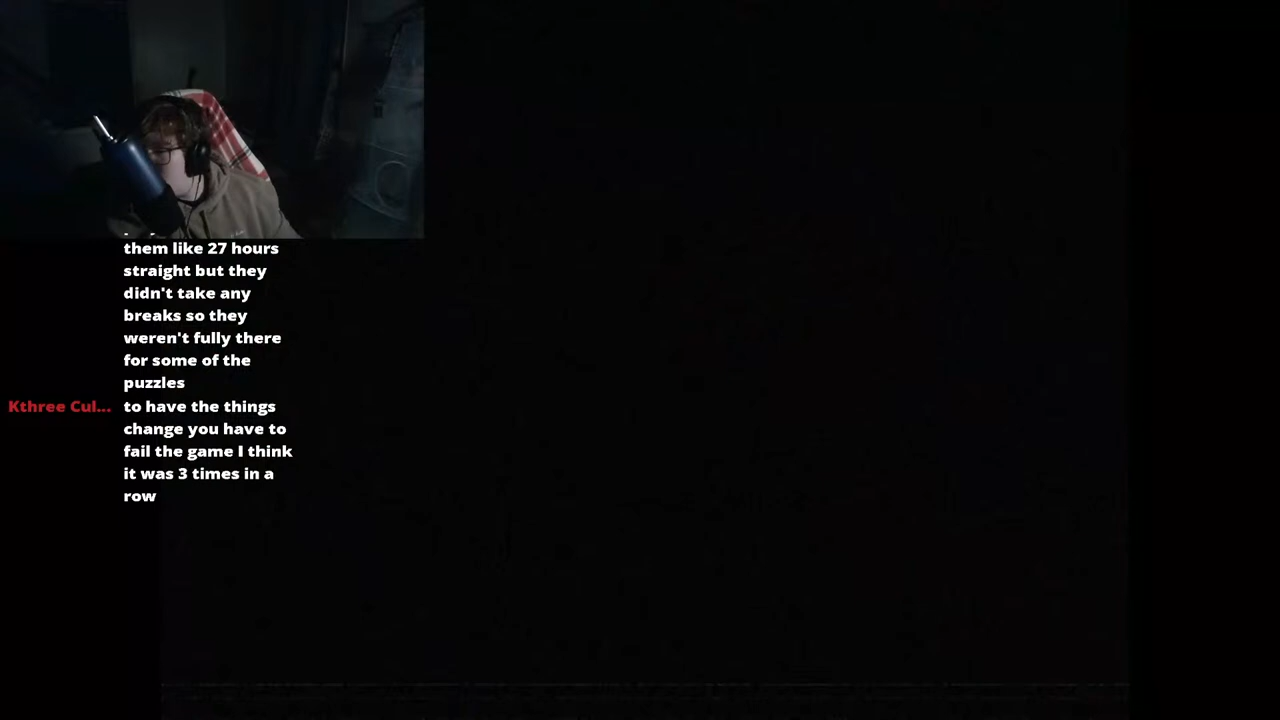 them like 27 hours
straight but they
didn't take any
breaks so they
weren't fully there
for some of the
puzzles
Kthree Cul... to have the things
change you have to
fail the game I think
it was 3 times in a
row